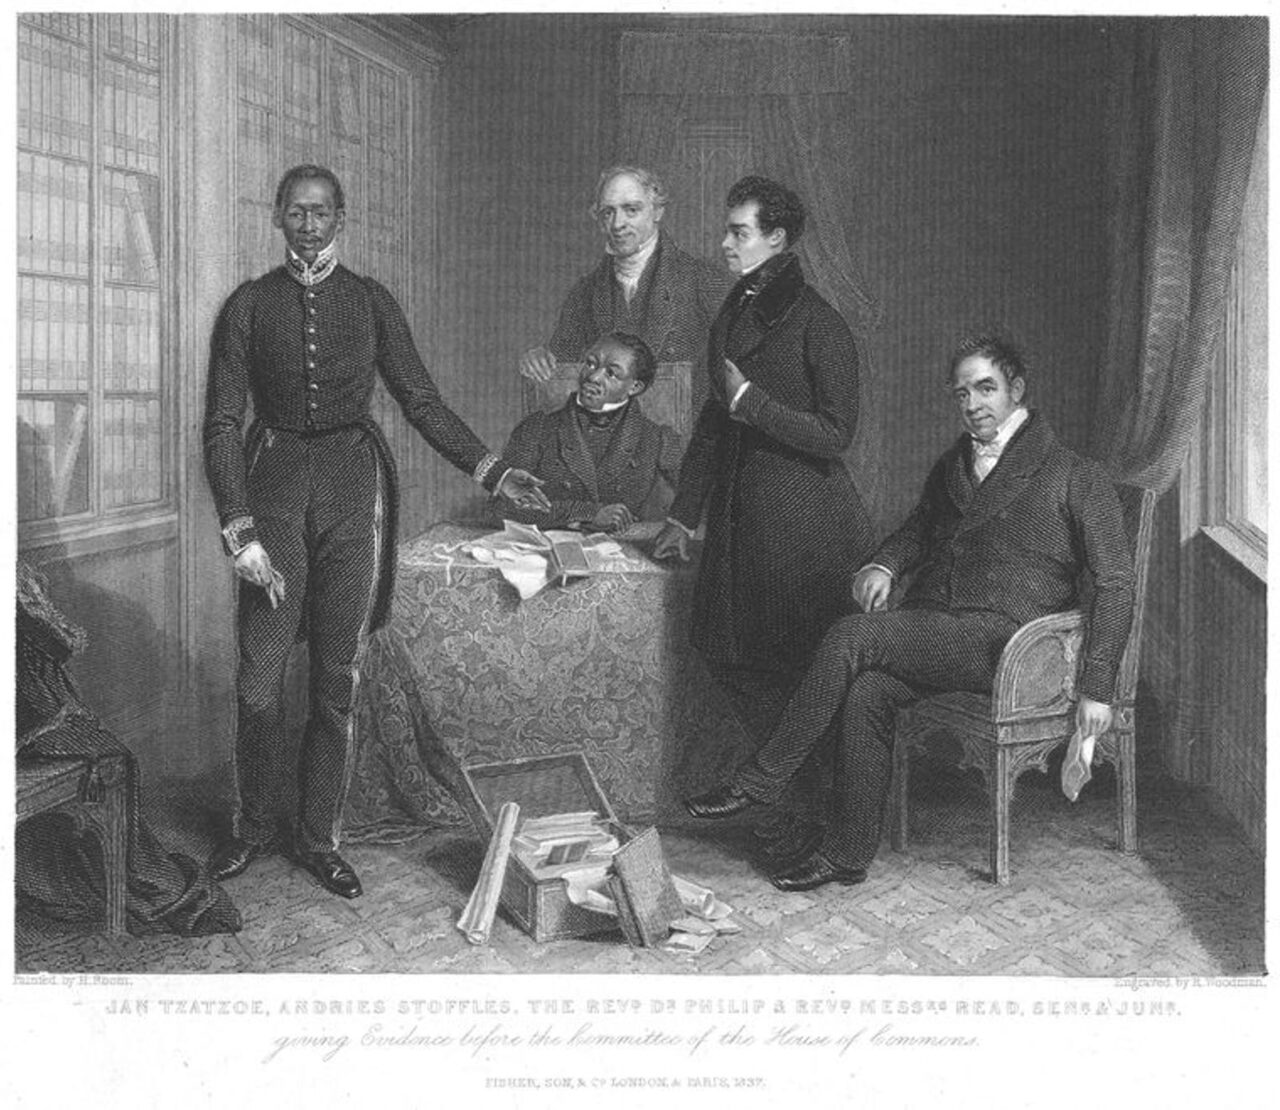 Painted by H. Room.
Engraved by R. Woodman.
JAN TZATZOE, ANDRIES STOFFLES, THE REVD. DR. PHILIP & REVD. MESSRS. READ, SENR. & JUNR.
giving Evidence before the Committee of the House of Commons.
FISHER, SON, & CO. LONDON, & PARIS, 1837.